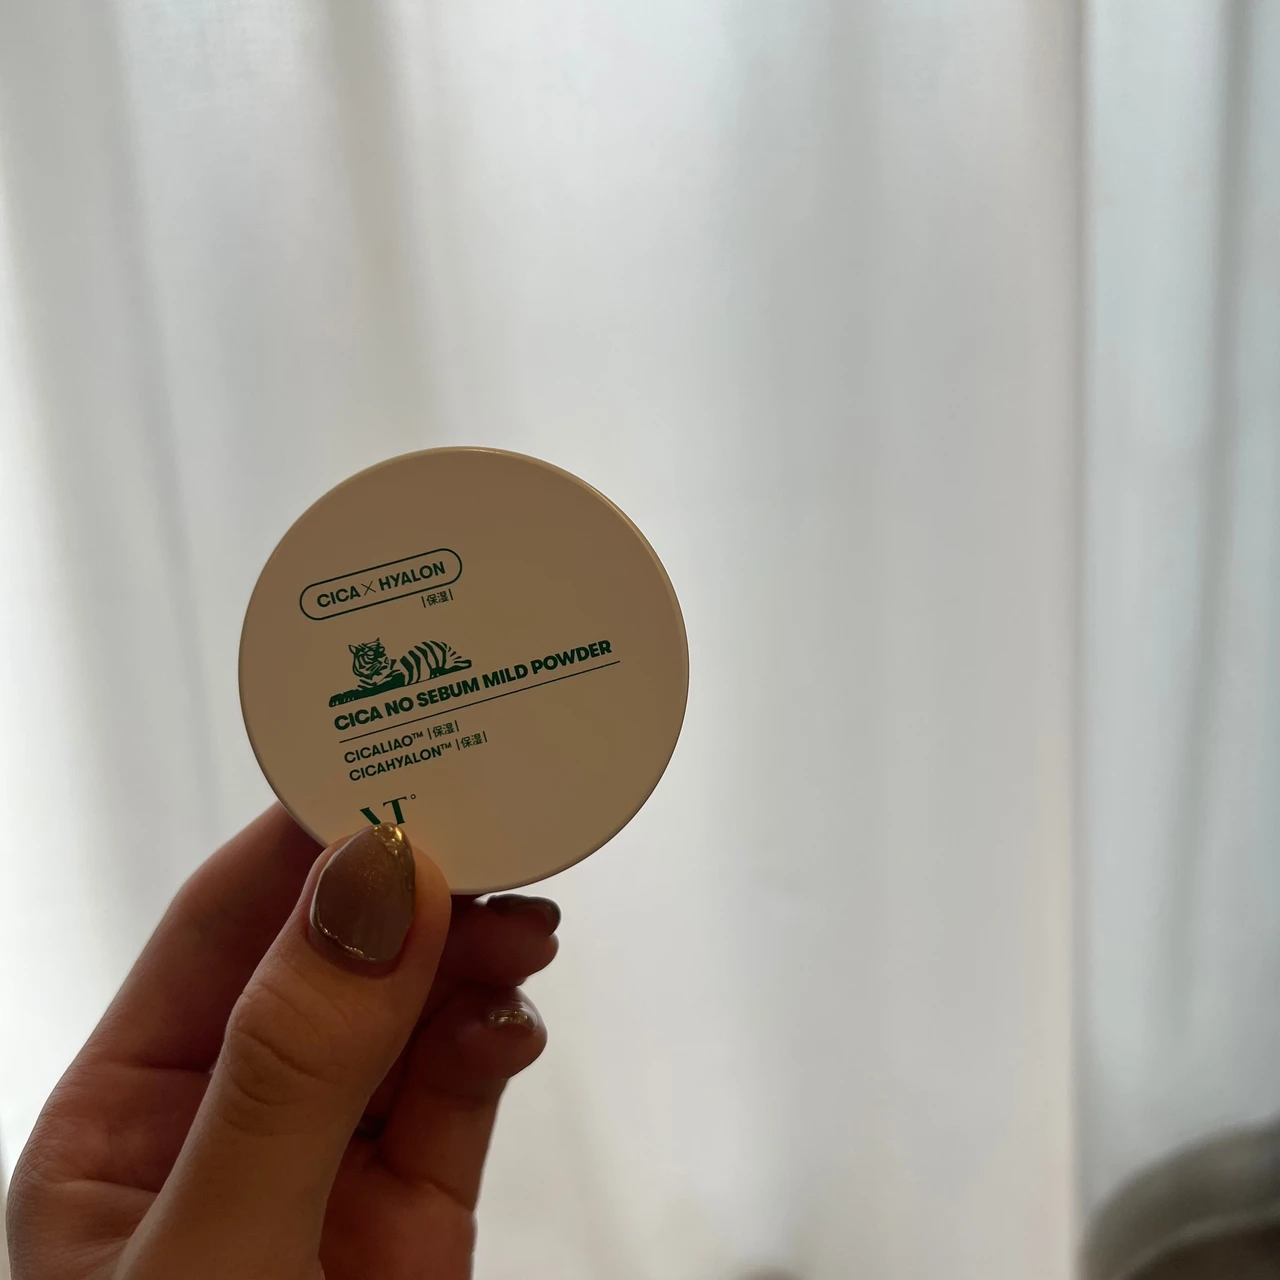 CICA×HYALON
|保湿|
CICA NO SEBUM MILD POWDER
CICALIAO™ |保湿|
CICAHYALON™ |保湿|
VT°